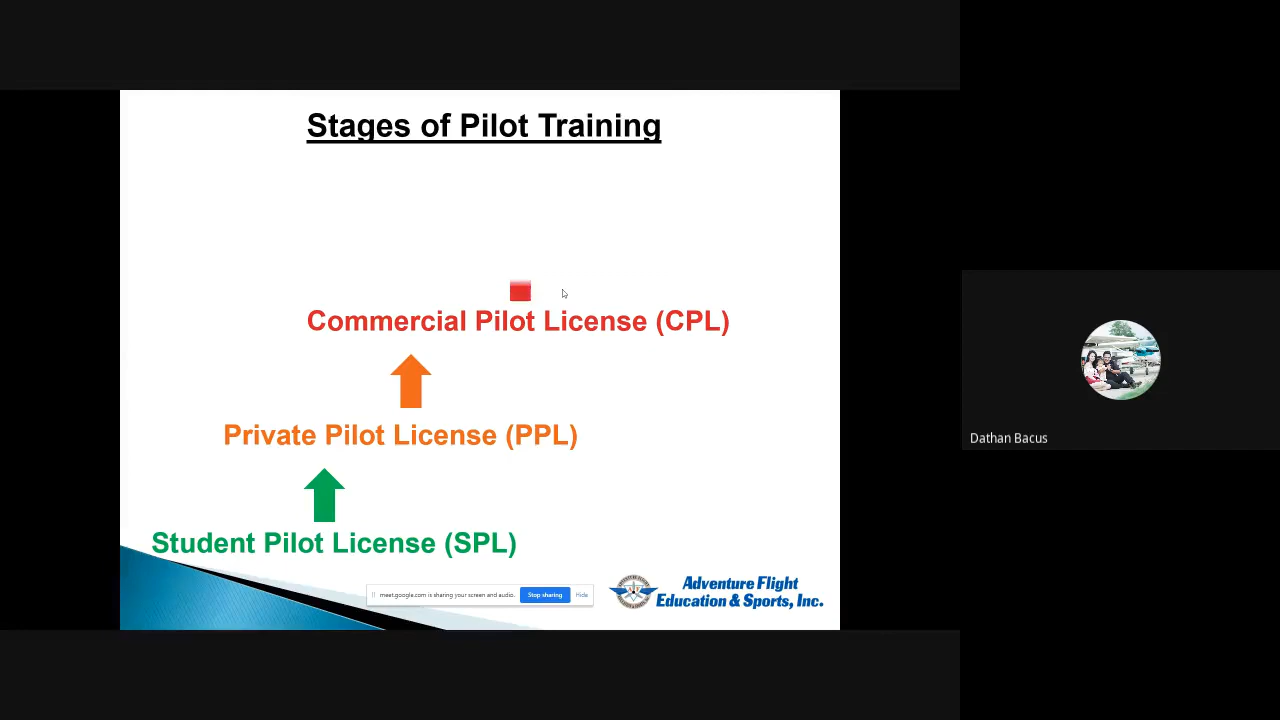 Stages of Pilot Training
Commercial Pilot License (CPL)
Private Pilot License (PPL)
Student Pilot License (SPL)
meet.google.com is sharing your screen and audio.
Stop sharing
Hide
Adventure Flight
Education & Sports, Inc.
Dathan Bacus